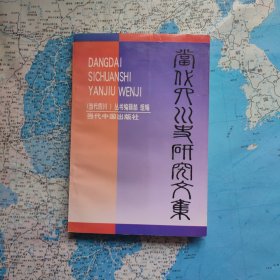 DANGDAI
SICHUANSHI
YANJIU WENJI
《当代四川》丛书编辑部 组编
当代中国出版社
當代四川史研究文集